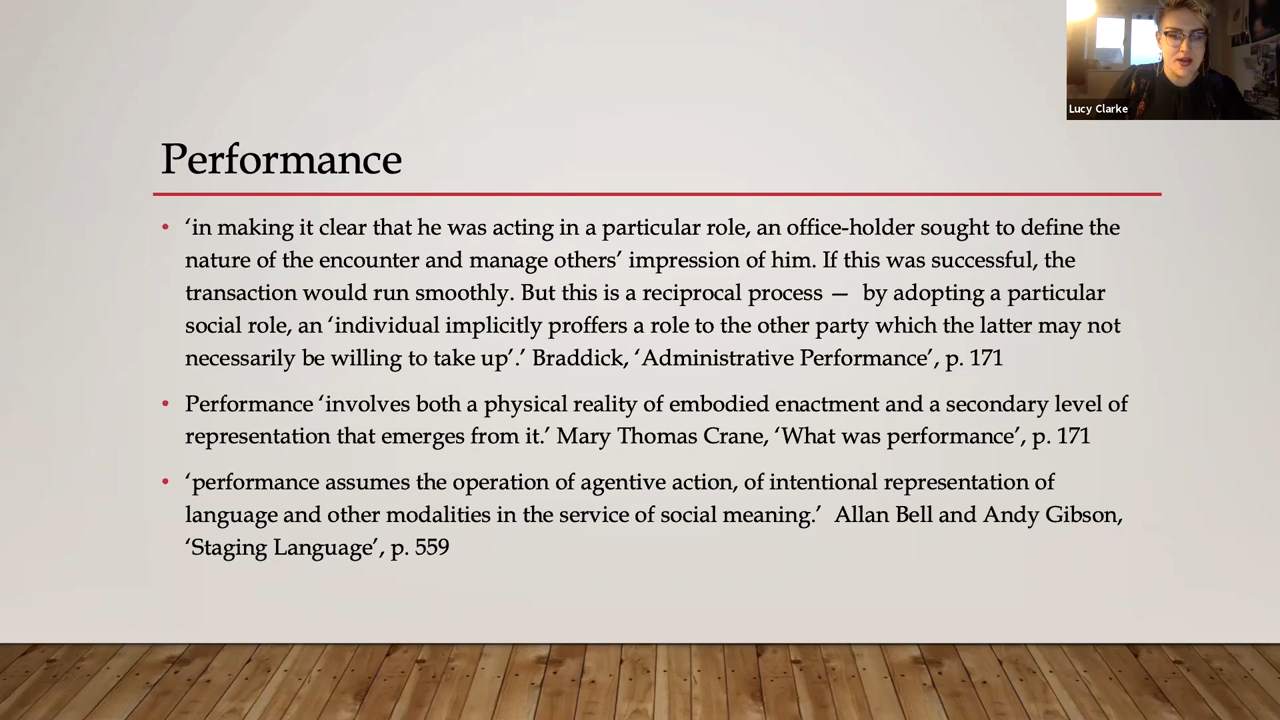 Lucy Clarke
Performance
• ‘in making it clear that he was acting in a particular role, an office-holder sought to define the
nature of the encounter and manage others’ impression of him. If this was successful, the
transaction would run smoothly. But this is a reciprocal process — by adopting a particular
social role, an ‘individual implicitly proffers a role to the other party which the latter may not
necessarily be willing to take up’.’ Braddick, ‘Administrative Performance’, p. 171
• Performance ‘involves both a physical reality of embodied enactment and a secondary level of
representation that emerges from it.’ Mary Thomas Crane, ‘What was performance’, p. 171
• ‘performance assumes the operation of agentive action, of intentional representation of
language and other modalities in the service of social meaning.’ Allan Bell and Andy Gibson,
‘Staging Language’, p. 559